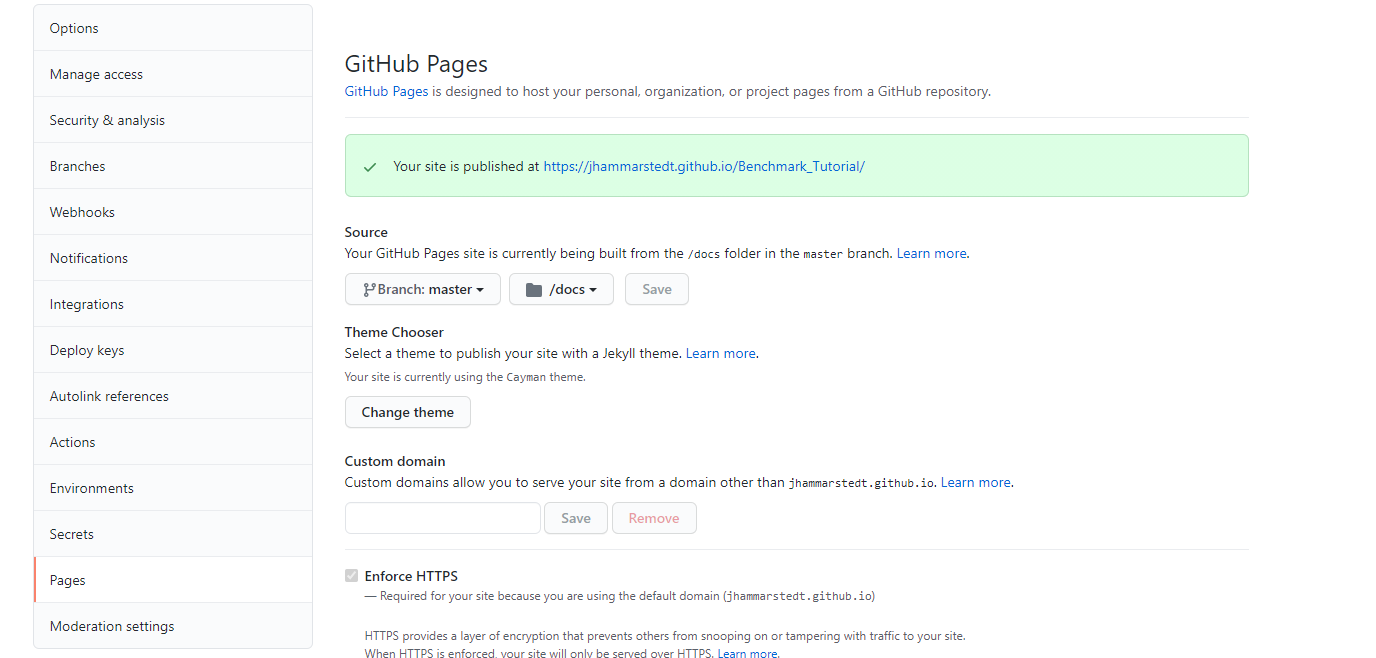 Options
Manage access
Security & analysis
Branches
Webhooks
Notifications
Integrations
Deploy keys
Autolink references
Actions
Environments
Secrets
Pages
Moderation settings
GitHub Pages
GitHub Pages is designed to host your personal, organization, or project pages from a GitHub repository.
Your site is published at https://jhammarstedt.github.io/Benchmark_Tutorial/
Source
Your GitHub Pages site is currently being built from the /docs folder in the master branch. Learn more.
Branch: master /docs Save
Theme Chooser
Select a theme to publish your site with a Jekyll theme. Learn more.
Your site is currently using the Cayman theme.
Change theme
Custom domain
Custom domains allow you to serve your site from a domain other than jhammarstedt.github.io. Learn more.
Save Remove
Enforce HTTPS
— Required for your site because you are using the default domain (jhammarstedt.github.io)
HTTPS provides a layer of encryption that prevents others from snooping on or tampering with traffic to your site.
When HTTPS is enforced, your site will only be served over HTTPS. Learn more.